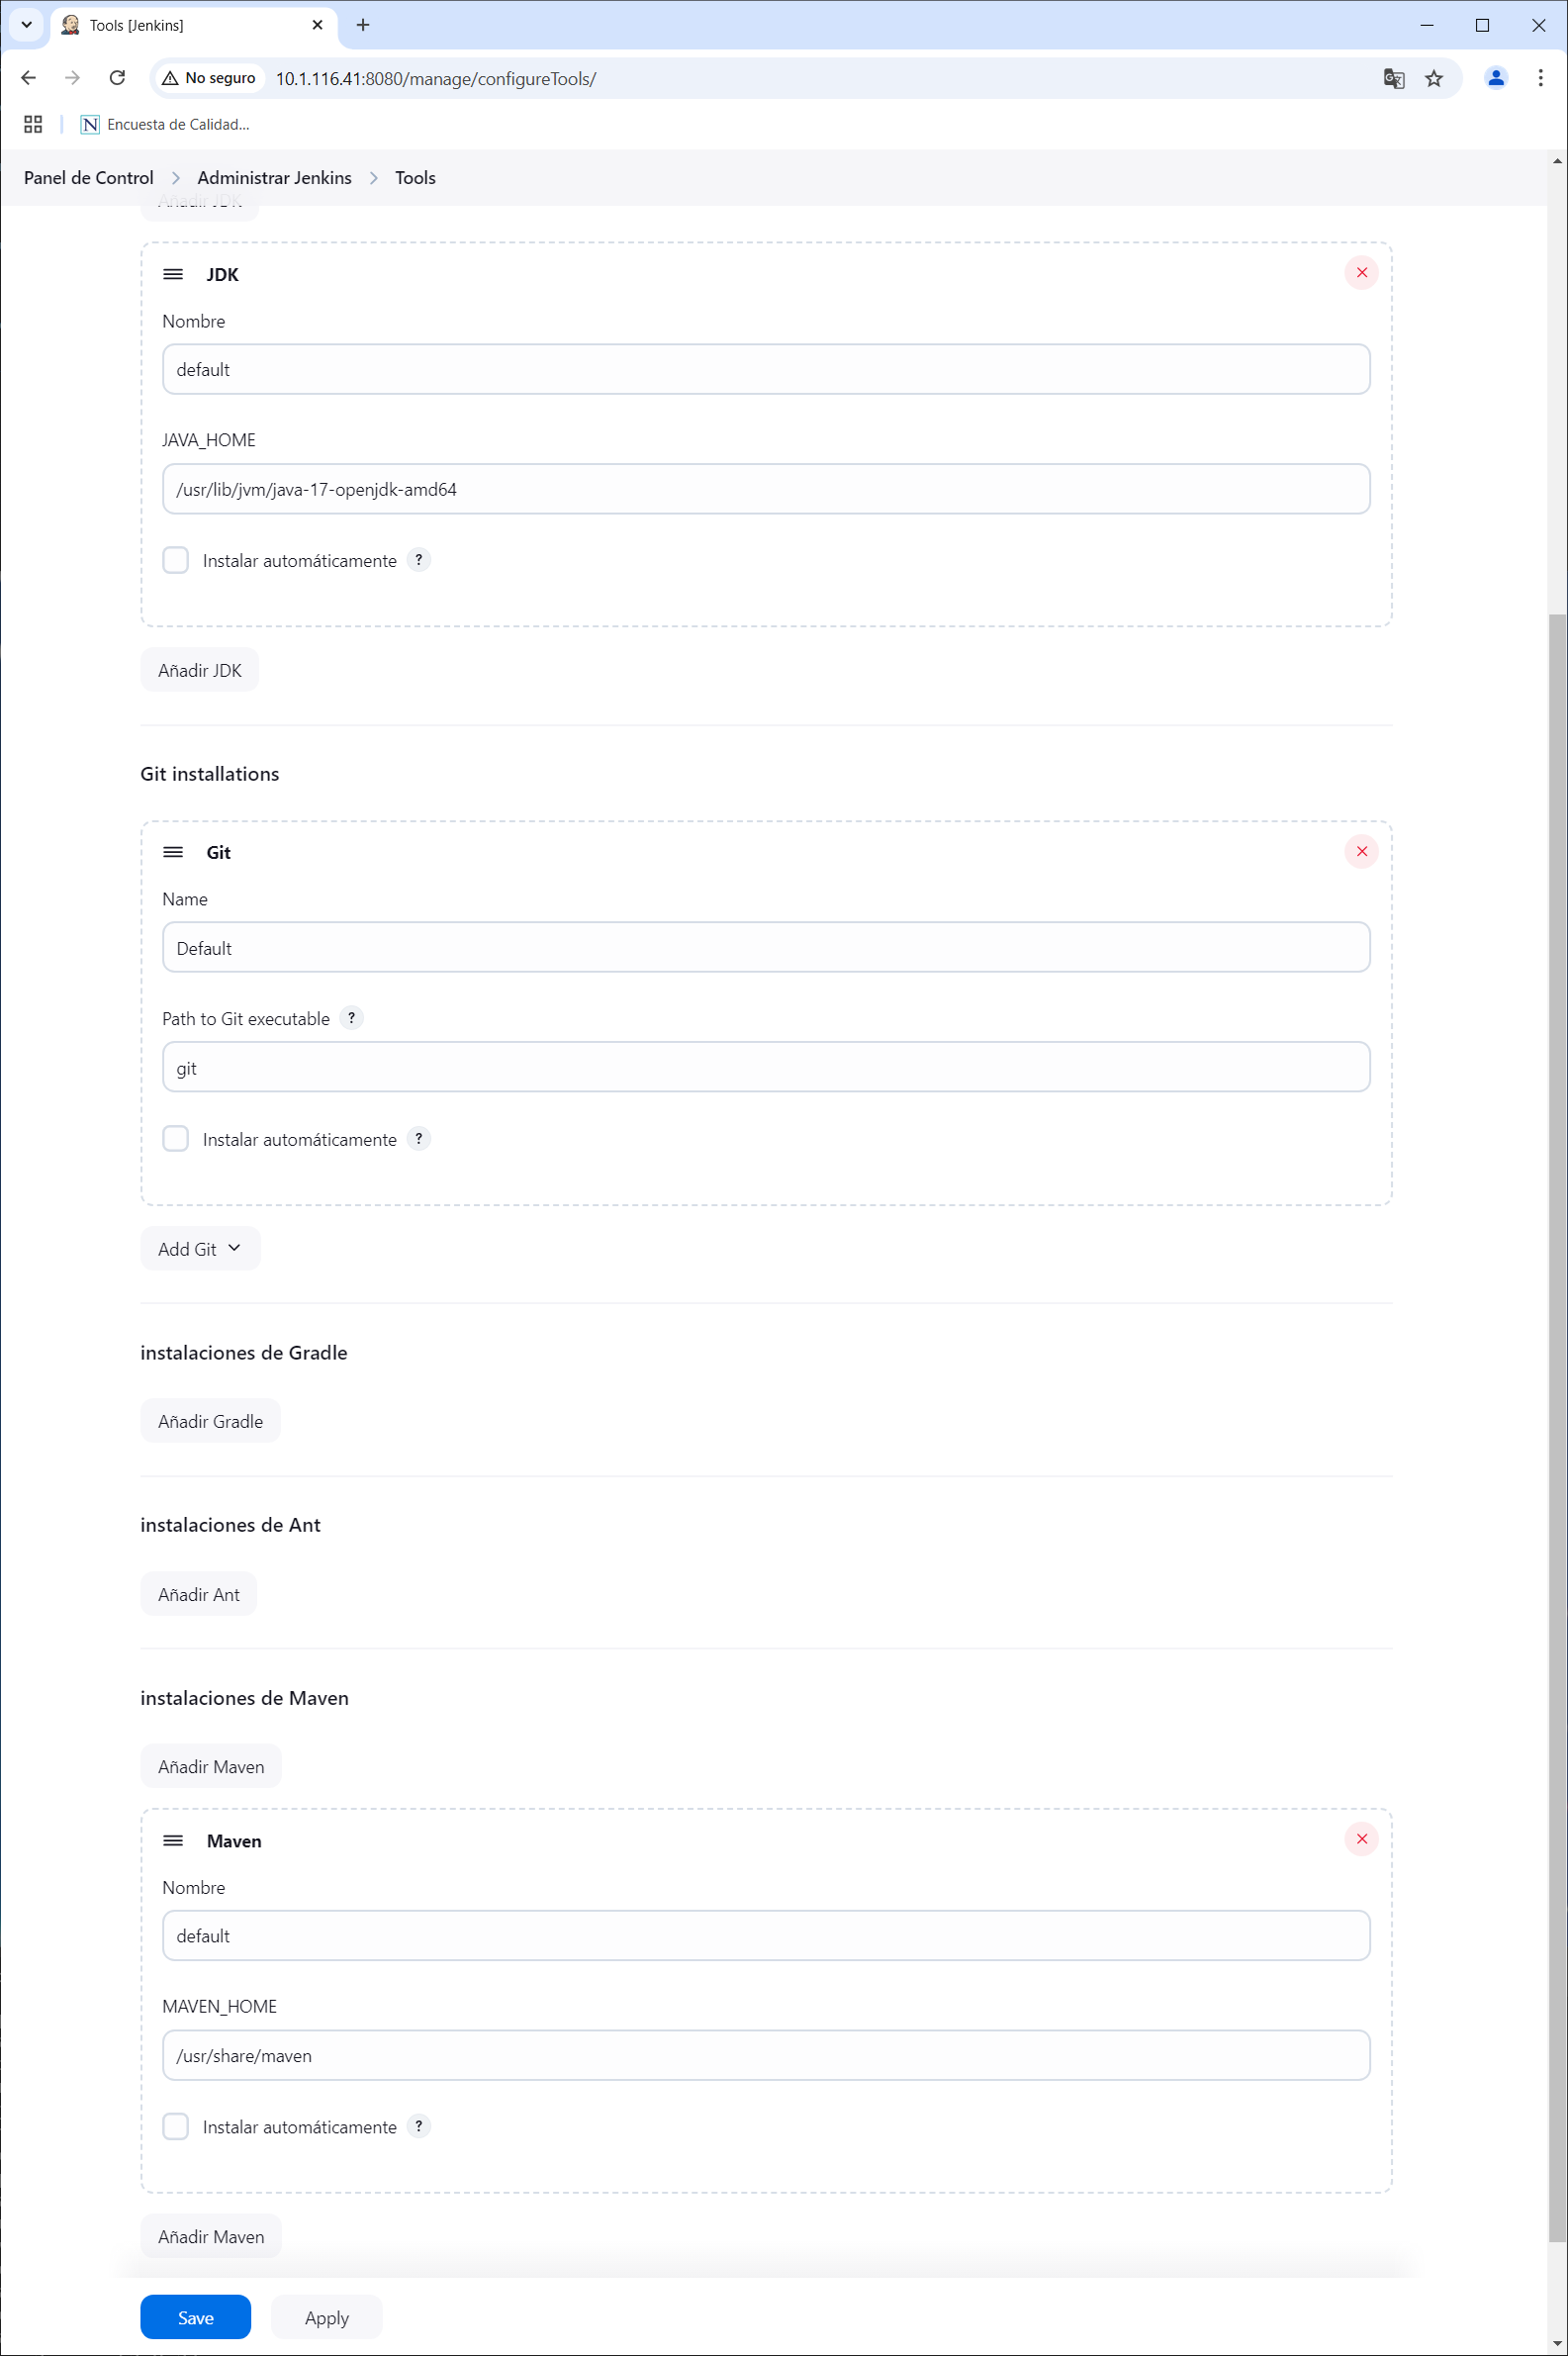 Tools [Jenkins]
No seguro
10.1.116.41:8080/manage/configureTools/
Encuesta de Calidad...
Panel de Control
Administrar Jenkins
Tools
Añadir JDK
JDK
Nombre
default
JAVA_HOME
/usr/lib/jvm/java-17-openjdk-amd64
Instalar automáticamente ?
Añadir JDK
Git installations
Git
Name
Default
Path to Git executable ?
git
Instalar automáticamente ?
Add Git
instalaciones de Gradle
Añadir Gradle
instalaciones de Ant
Añadir Ant
instalaciones de Maven
Añadir Maven
Maven
Nombre
default
MAVEN_HOME
/usr/share/maven
Instalar automáticamente ?
Añadir Maven
Save
Apply